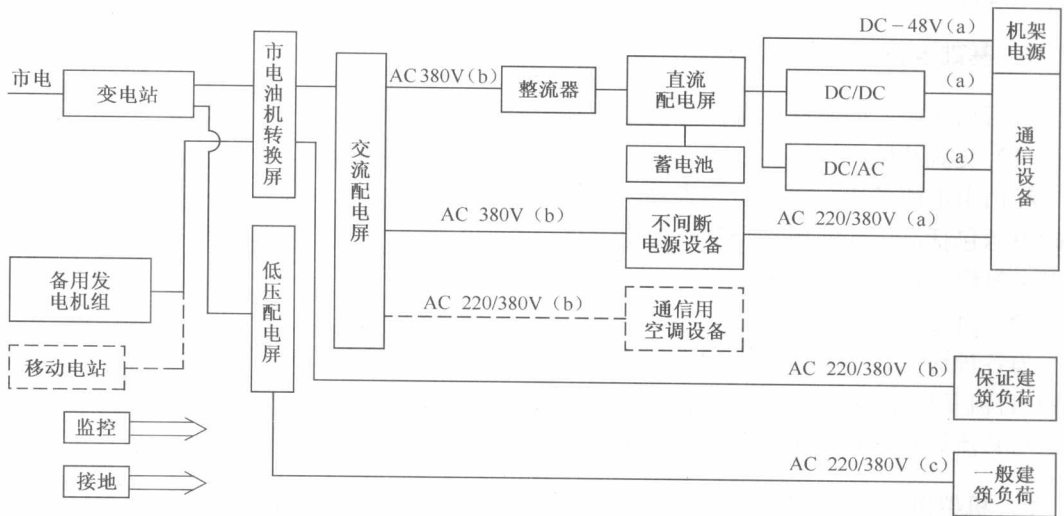 DC－48V(a)
机架
电源
市电
变电站
市电油机转换屏
AC 380V(b)
整流器
直流
配电屏
DC/DC
(a)
蓄电池
DC/AC
(a)
通信设备
交流配电屏
AC 380V (b)
不间断
电源设备
AC 220/380V (a)
备用发
电机组
低压配电屏
AC 220/380V (b)
通信用
空调设备
移动电站
AC 220/380V (b)
保证建
筑负荷
监控
接地
AC 220/380V (c)
一般建
筑负荷